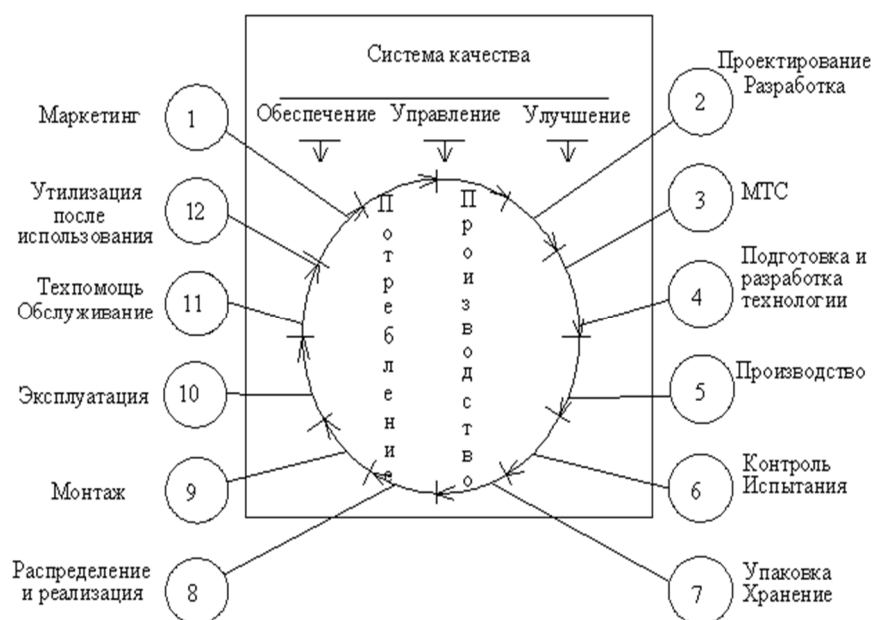 Система качества
Обеспечение Управление Улучшение
Маркетинг
1
Утилизация
после
использования
12
Техпомощь
Обслуживание
11
Эксплуатация
10
Монтаж
9
Распределение
и реализация
8
Потребление
Производство
2
Проектирование
Разработка
3
МТС
4
Подготовка и
разработка
технологии
5
Производство
6
Контроль
Испытания
7
Упаковка
Хранение